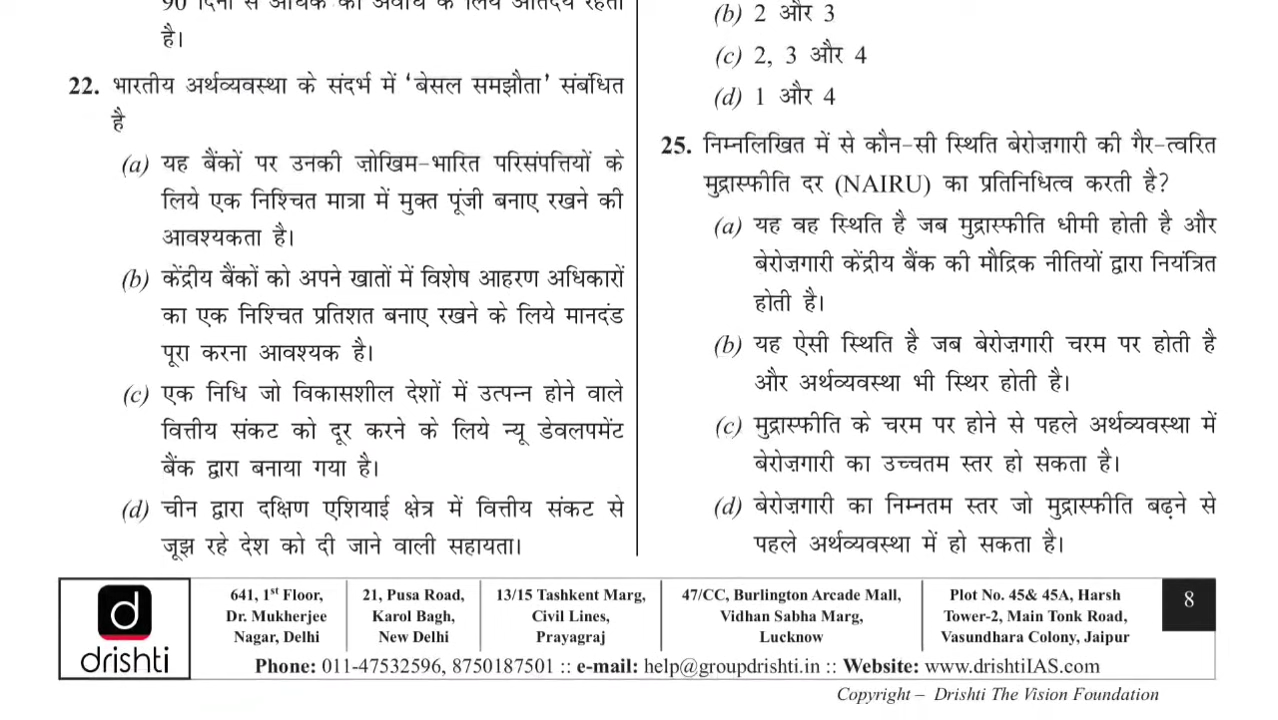 90 दिनों से अधिक की अवधि के लिये अतिदेय रहता
है।
22. भारतीय अर्थव्यवस्था के संदर्भ में ‘बेसल समझौता’ संबंधित
है
(a) यह बैंकों पर उनकी ज़ोखिम-भारित परिसंपत्तियों के
लिये एक निश्चित मात्रा में मुक्त पूंजी बनाए रखने की
आवश्यकता है।
(b) केंद्रीय बैंकों को अपने खातों में विशेष आहरण अधिकारों
का एक निश्चित प्रतिशत बनाए रखने के लिये मानदंड
पूरा करना आवश्यक है।
(c) एक निधि जो विकासशील देशों में उत्पन्न होने वाले
वित्तीय संकट को दूर करने के लिये न्यू डेवलपमेंट
बैंक द्वारा बनाया गया है।
(d) चीन द्वारा दक्षिण एशियाई क्षेत्र में वित्तीय संकट से
जूझ रहे देश को दी जाने वाली सहायता।
(b) 2 और 3
(c) 2, 3 और 4
(d) 1 और 4
25. निम्नलिखित में से कौन-सी स्थिति बेरोज़गारी की गैर-त्वरित
मुद्रास्फीति दर (NAIRU) का प्रतिनिधित्व करती है?
(a) यह वह स्थिति है जब मुद्रास्फीति धीमी होती है और
बेरोज़गारी केंद्रीय बैंक की मौद्रिक नीतियों द्वारा नियंत्रित
होती है।
(b) यह ऐसी स्थिति है जब बेरोज़गारी चरम पर होती है
और अर्थव्यवस्था भी स्थिर होती है।
(c) मुद्रास्फीति के चरम पर होने से पहले अर्थव्यवस्था में
बेरोज़गारी का उच्चतम स्तर हो सकता है।
(d) बेरोज़गारी का निम्नतम स्तर जो मुद्रास्फीति बढ़ने से
पहले अर्थव्यवस्था में हो सकता है।
d
drishti
641, 1st Floor,
Dr. Mukherjee
Nagar, Delhi
21, Pusa Road,
Karol Bagh,
New Delhi
13/15 Tashkent Marg,
Civil Lines,
Prayagraj
47/CC, Burlington Arcade Mall,
Vidhan Sabha Marg,
Lucknow
Plot No. 45& 45A, Harsh
Tower-2, Main Tonk Road,
Vasundhara Colony, Jaipur
8
Phone: 011-47532596, 8750187501 :: e-mail: help@groupdrishti.in :: Website: www.drishtiIAS.com
Copyright – Drishti The Vision Foundation